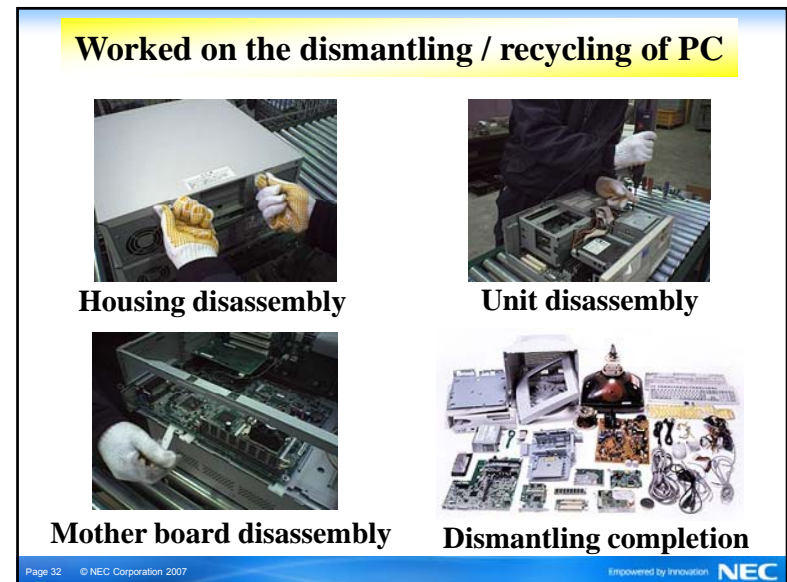 Worked on the dismantling / recycling of PC
Housing disassembly
Unit disassembly
Mother board disassembly
Dismantling completion
Page 32 © NEC Corporation 2007
Empowered by Innovation NEC